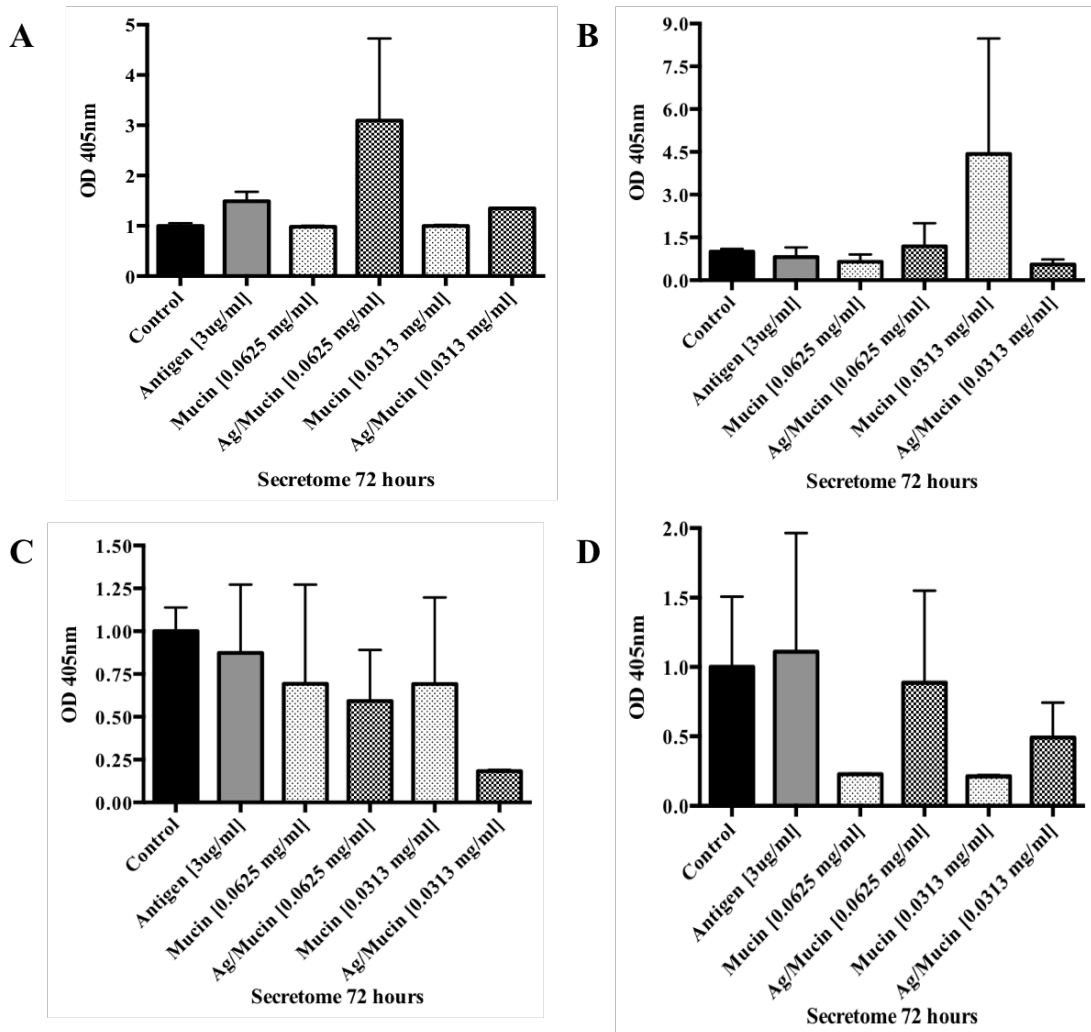 A
OD 405nm
5
4
3
2
1
0
Control
Antigen [3ug/ml]
Mucin [0.0625 mg/ml]
Ag/Mucin [0.0625 mg/ml]
Mucin [0.0313 mg/ml]
Ag/Mucin [0.0313 mg/ml]
Secretome 72 hours
B
OD 405nm
9.0
7.5
6.0
4.5
3.0
1.5
0.0
Control
Antigen [3ug/ml]
Mucin [0.0625 mg/ml]
Ag/Mucin [0.0625 mg/ml]
Mucin [0.0313 mg/ml]
Ag/Mucin [0.0313 mg/ml]
Secretome 72 hours
C
OD 405nm
1.50
1.25
1.00
0.75
0.50
0.25
0.00
Control
Antigen [3ug/ml]
Mucin [0.0625 mg/ml]
Ag/Mucin [0.0625 mg/ml]
Mucin [0.0313 mg/ml]
Ag/Mucin [0.0313 mg/ml]
Secretome 72 hours
D
OD 405nm
2.0
1.5
1.0
0.5
0.0
Control
Antigen [3ug/ml]
Mucin [0.0625 mg/ml]
Ag/Mucin [0.0625 mg/ml]
Mucin [0.0313 mg/ml]
Ag/Mucin [0.0313 mg/ml]
Secretome 72 hours